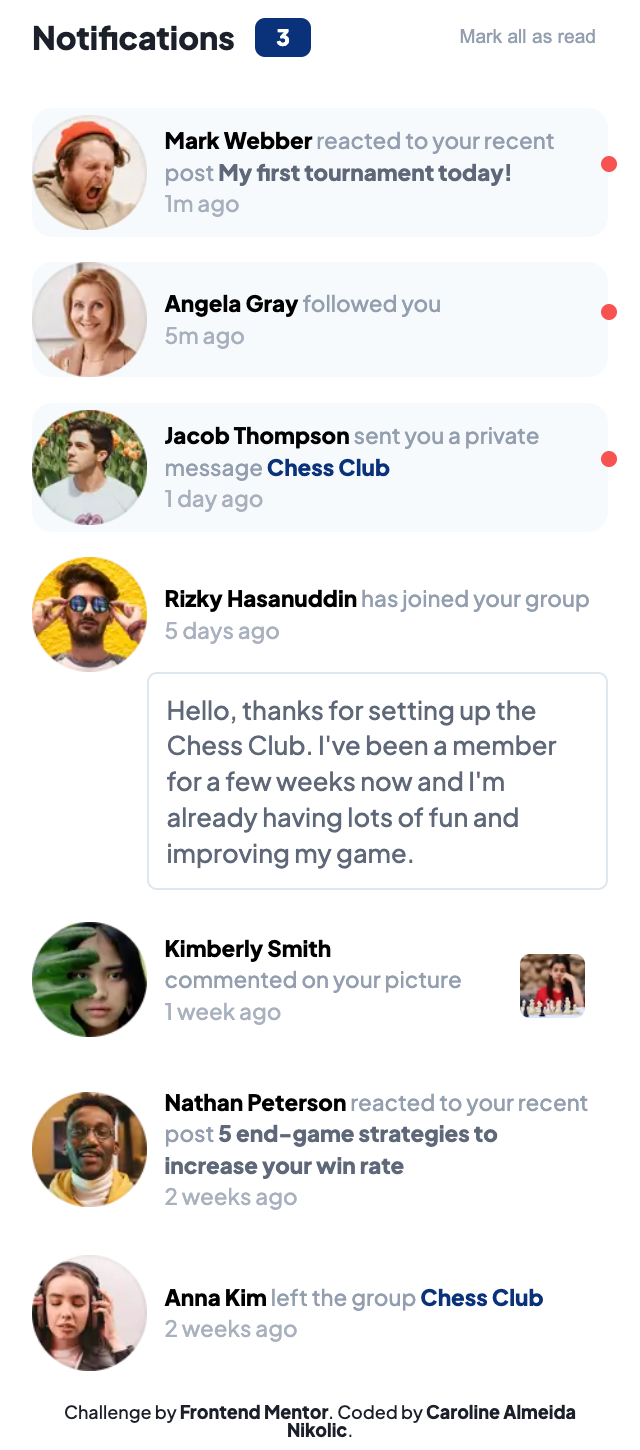 Notifications 3 Mark all as read
Mark Webber reacted to your recent
post My first tournament today!
1m ago
Angela Gray followed you
5m ago
Jacob Thompson sent you a private
message Chess Club
1 day ago
Rizky Hasanuddin has joined your group
5 days ago
Hello, thanks for setting up the
Chess Club. I've been a member
for a few weeks now and I'm
already having lots of fun and
improving my game.
Kimberly Smith
commented on your picture
1 week ago
Nathan Peterson reacted to your recent
post 5 end-game strategies to
increase your win rate
2 weeks ago
Anna Kim left the group Chess Club
2 weeks ago
Challenge by Frontend Mentor. Coded by Caroline Almeida
Nikolic.